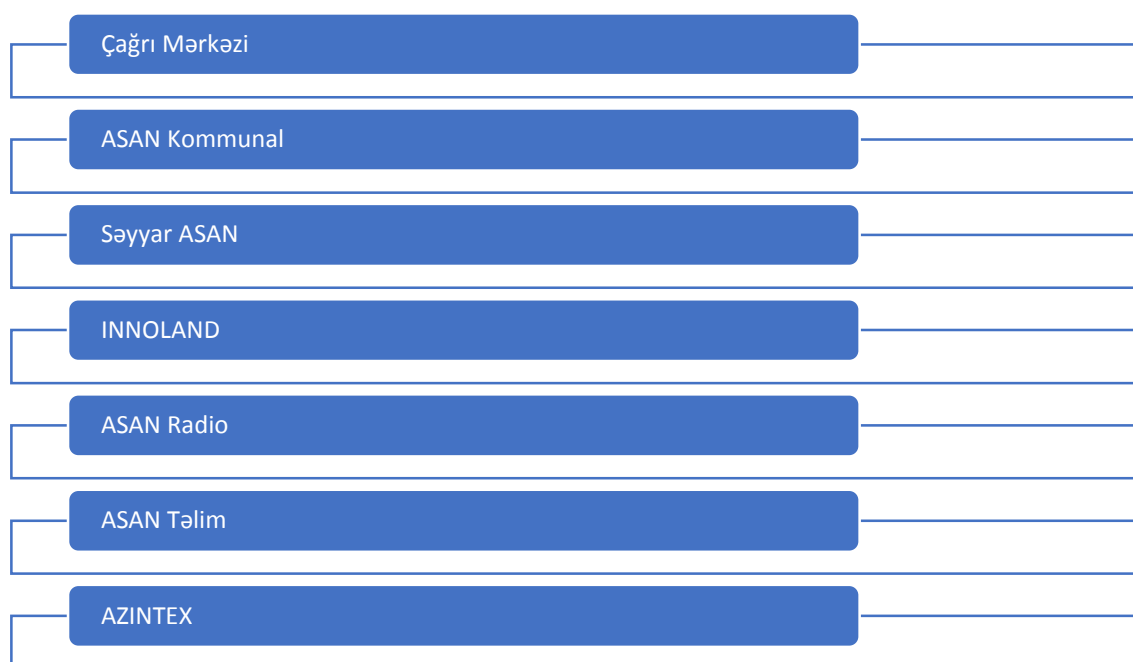 Çağrı Mərkəzi
ASAN Kommunal
Səyyar ASAN
INNOLAND
ASAN Radio
ASAN Təlim
AZINTEX